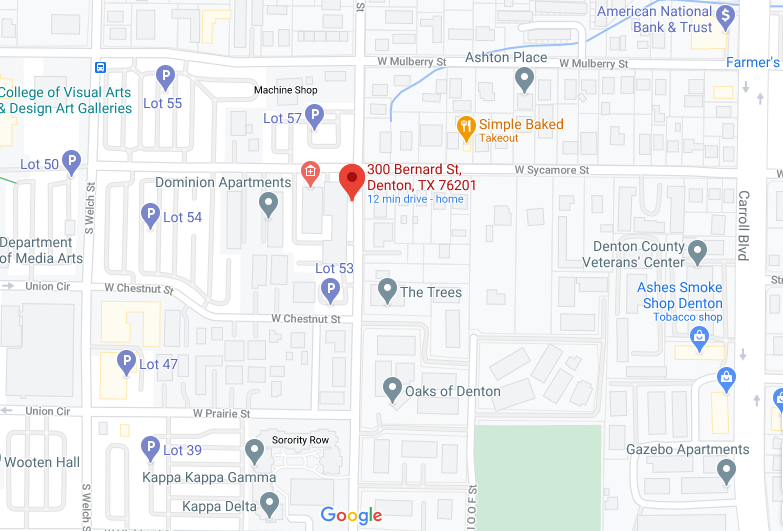 St
American National
Bank & Trust
Ashton Place
W Mulberry St
W Mulberry St
Farmer's
College of Visual Arts
& Design Art Galleries
Lot 55
Machine Shop
Lot 57
Simple Baked
Takeout
Lot 50
W Sycamore St
W
300 Bernard St,
Denton, TX 76201
12 min drive - home
Dominion Apartments
S Welch St
Carroll Blvd
Lot 54
Department
of Media Arts
Denton County
Veterans' Center
Lot 53
Union Cir
W Chestnut St
The Trees
Ashes Smoke
Shop Denton
Tobacco shop
Str
W Chestnut St
Lot 47
Oaks of Denton
Union Cir
W Prairie St
Sorority Row
Lot 39
Wooten Hall
Kappa Kappa Gamma
Gazebo Apartments
S Welch St
Kappa Delta
Google